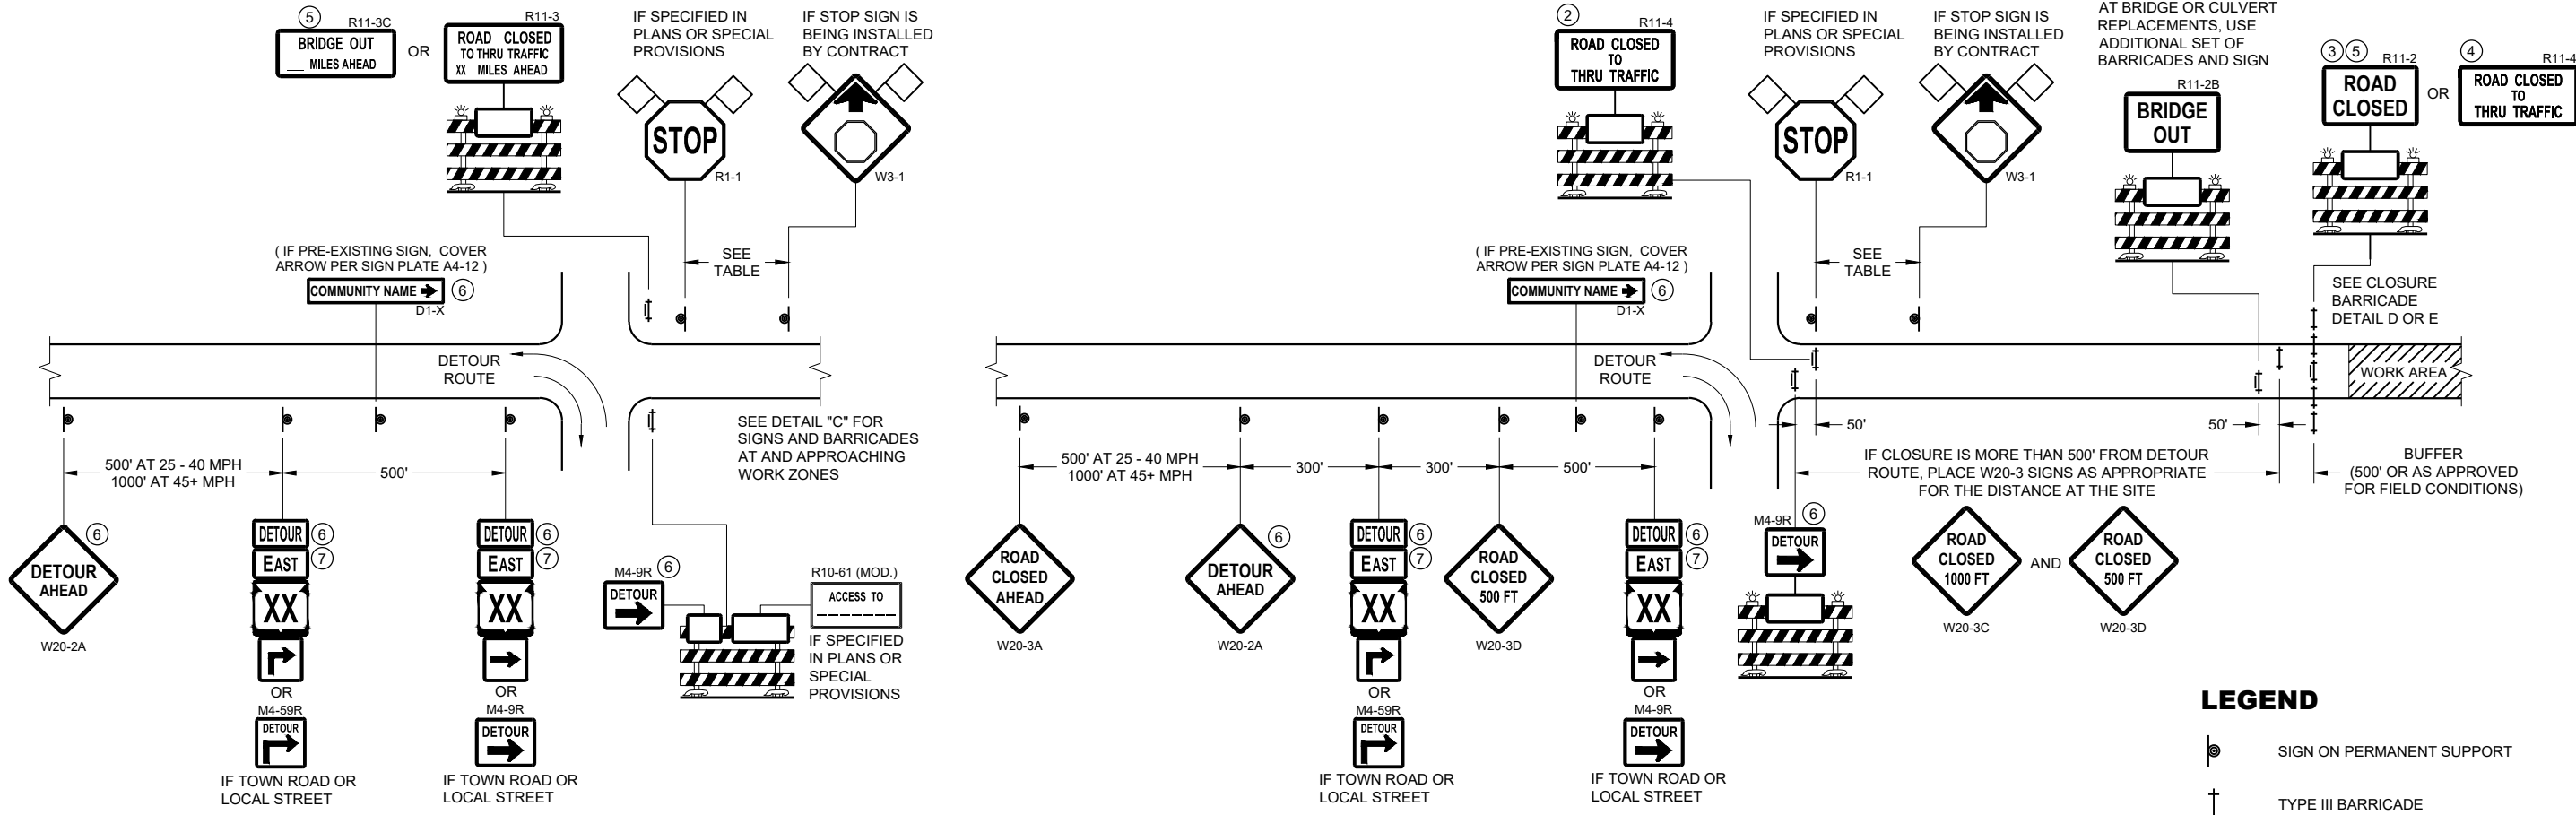 5
R11-3C
BRIDGE OUT
___ MILES AHEAD
OR
R11-3
ROAD CLOSED
TO THRU TRAFFIC
XX MILES AHEAD
IF SPECIFIED IN
PLANS OR SPECIAL
PROVISIONS
STOP
R1-1
IF STOP SIGN IS
BEING INSTALLED
BY CONTRACT
W3-1
SEE
TABLE
( IF PRE-EXISTING SIGN, COVER
ARROW PER SIGN PLATE A4-12 )
COMMUNITY NAME
6
D1-X
DETOUR
ROUTE
SEE DETAIL "C" FOR
SIGNS AND BARRICADES
AT AND APPROACHING
WORK ZONES
500' AT 25 - 40 MPH
1000' AT 45+ MPH
500'
6
DETOUR
AHEAD
W20-2A
DETOUR
6
EAST
7
XX
OR
M4-59R
DETOUR
IF TOWN ROAD OR
LOCAL STREET
DETOUR
6
EAST
7
XX
OR
M4-9R
DETOUR
IF TOWN ROAD OR
LOCAL STREET
M4-9R
6
DETOUR
R10-61 (MOD.)
ACCESS TO
_ _ _ _ _ _ _
IF SPECIFIED
IN PLANS OR
SPECIAL
PROVISIONS
2
R11-4
ROAD CLOSED
TO
THRU TRAFFIC
IF SPECIFIED IN
PLANS OR SPECIAL
PROVISIONS
STOP
R1-1
IF STOP SIGN IS
BEING INSTALLED
BY CONTRACT
W3-1
SEE
TABLE
AT BRIDGE OR CULVERT
REPLACEMENTS, USE
ADDITIONAL SET OF
BARRICADES AND SIGN
R11-2B
BRIDGE
OUT
3
5
R11-2
ROAD
CLOSED
OR
4
R11-4
ROAD CLOSED
TO
THRU TRAFFIC
SEE CLOSURE
BARRICADE
DETAIL D OR E
( IF PRE-EXISTING SIGN, COVER
ARROW PER SIGN PLATE A4-12 )
COMMUNITY NAME
6
D1-X
DETOUR
ROUTE
WORK AREA
50'
50'
500' AT 25 - 40 MPH
1000' AT 45+ MPH
300'
300'
500'
IF CLOSURE IS MORE THAN 500' FROM DETOUR
ROUTE, PLACE W20-3 SIGNS AS APPROPRIATE
FOR THE DISTANCE AT THE SITE
BUFFER
(500' OR AS APPROVED
FOR FIELD CONDITIONS)
ROAD
CLOSED
AHEAD
W20-3A
6
DETOUR
AHEAD
W20-2A
DETOUR
6
EAST
7
XX
OR
M4-59R
DETOUR
IF TOWN ROAD OR
LOCAL STREET
ROAD
CLOSED
500 FT
W20-3D
DETOUR
6
EAST
7
XX
OR
M4-9R
DETOUR
IF TOWN ROAD OR
LOCAL STREET
M4-9R
6
DETOUR
ROAD
CLOSED
1000 FT
W20-3C
AND
ROAD
CLOSED
500 FT
W20-3D
LEGEND
SIGN ON PERMANENT SUPPORT
TYPE III BARRICADE